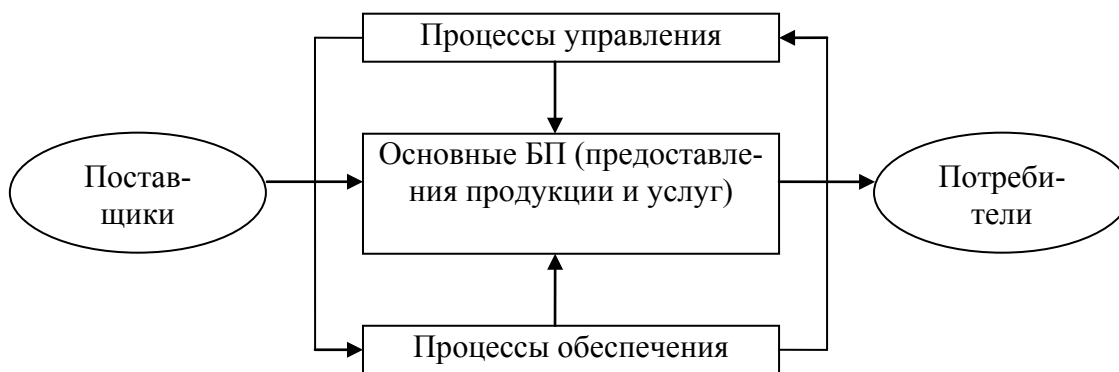 Процессы управления
Постав-
щики
Основные БП (предоставле-
ния продукции и услуг)
Потреби-
тели
Процессы обеспечения